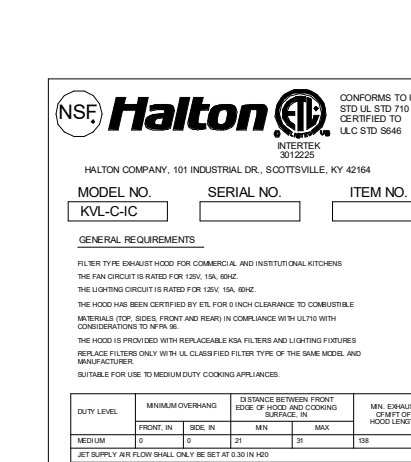 NSF
Halton
ETL
LISTED
US
INTERTEK
3012225
CONFORMS TO
STD UL STD 710
CERTIFIED TO
ULC STD S646
HALTON COMPANY, 101 INDUSTRIAL DR., SCOTTSVILLE, KY 42164
MODEL NO. SERIAL NO. ITEM NO.
KVL-C-IC
GENERAL REQUIREMENTS
FILTER TYPE EXHAUST HOOD FOR COMMERCIAL AND INSTITUTIONAL KITCHENS
THE FAN CIRCUIT IS RATED FOR 125V, 15A, 60HZ.
THE LIGHTING CIRCUIT IS RATED FOR 125V, 15A, 60HZ.
THE HOOD HAS BEEN CERTIFIED BY ETL FOR 0 INCH CLEARANCE TO COMBUSTIBLE
MATERIALS (TOP, SIDES, FRONT AND REAR) IN COMPLIANCE WITH UL710 WITH
CONSIDERATIONS TO NFPA 96.
THE HOOD IS PROVIDED WITH REPLACEABLE KSA FILTERS AND LIGHTING FIXTURES
REPLACE FILTERS ONLY WITH UL CLASSIFIED FILTER TYPE OF THE SAME MODEL AND
MANUFACTURER.
SUITABLE FOR USE TO MEDIUM DUTY COOKING APPLIANCES.
DUTY LEVEL
MINIMUM OVERHANG
FRONT, IN SIDE, IN
DISTANCE BETWEEN FRONT
EDGE OF HOOD AND COOKING
SURFACE, IN
MIN MAX
MIN. EXHAUS
CFM/FT OF
HOOD LENGT
MEDIUM 0 0 21 31 138
JET SUPPLY AIR FLOW SHALL ONLY BE SET AT 0.30 IN H20